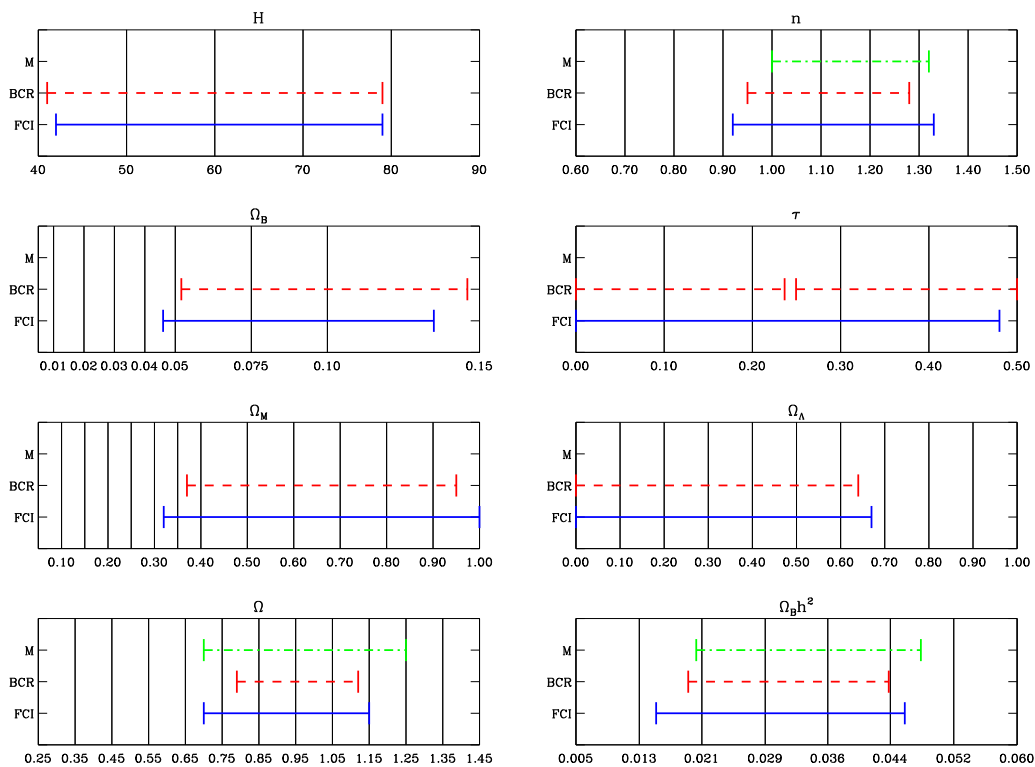 H
M
BCR
FCI
40 50 60 70 80 90
n
M
BCR
FCI
0.60 0.70 0.80 0.90 1.00 1.10 1.20 1.30 1.40 1.50
Ω_B
M
BCR
FCI
0.01 0.02 0.03 0.04 0.05 0.075 0.10 0.15
τ
M
BCR
FCI
0.00 0.10 0.20 0.30 0.40 0.50
Ω_M
M
BCR
FCI
0.10 0.20 0.30 0.40 0.50 0.60 0.70 0.80 0.90 1.00
Ω_Λ
M
BCR
FCI
0.00 0.10 0.20 0.30 0.40 0.50 0.60 0.70 0.80 0.90 1.00
Ω
M
BCR
FCI
0.25 0.35 0.45 0.55 0.65 0.75 0.85 0.95 1.05 1.15 1.25 1.35 1.45
Ω_Bh²
M
BCR
FCI
0.005 0.013 0.021 0.029 0.036 0.044 0.052 0.060